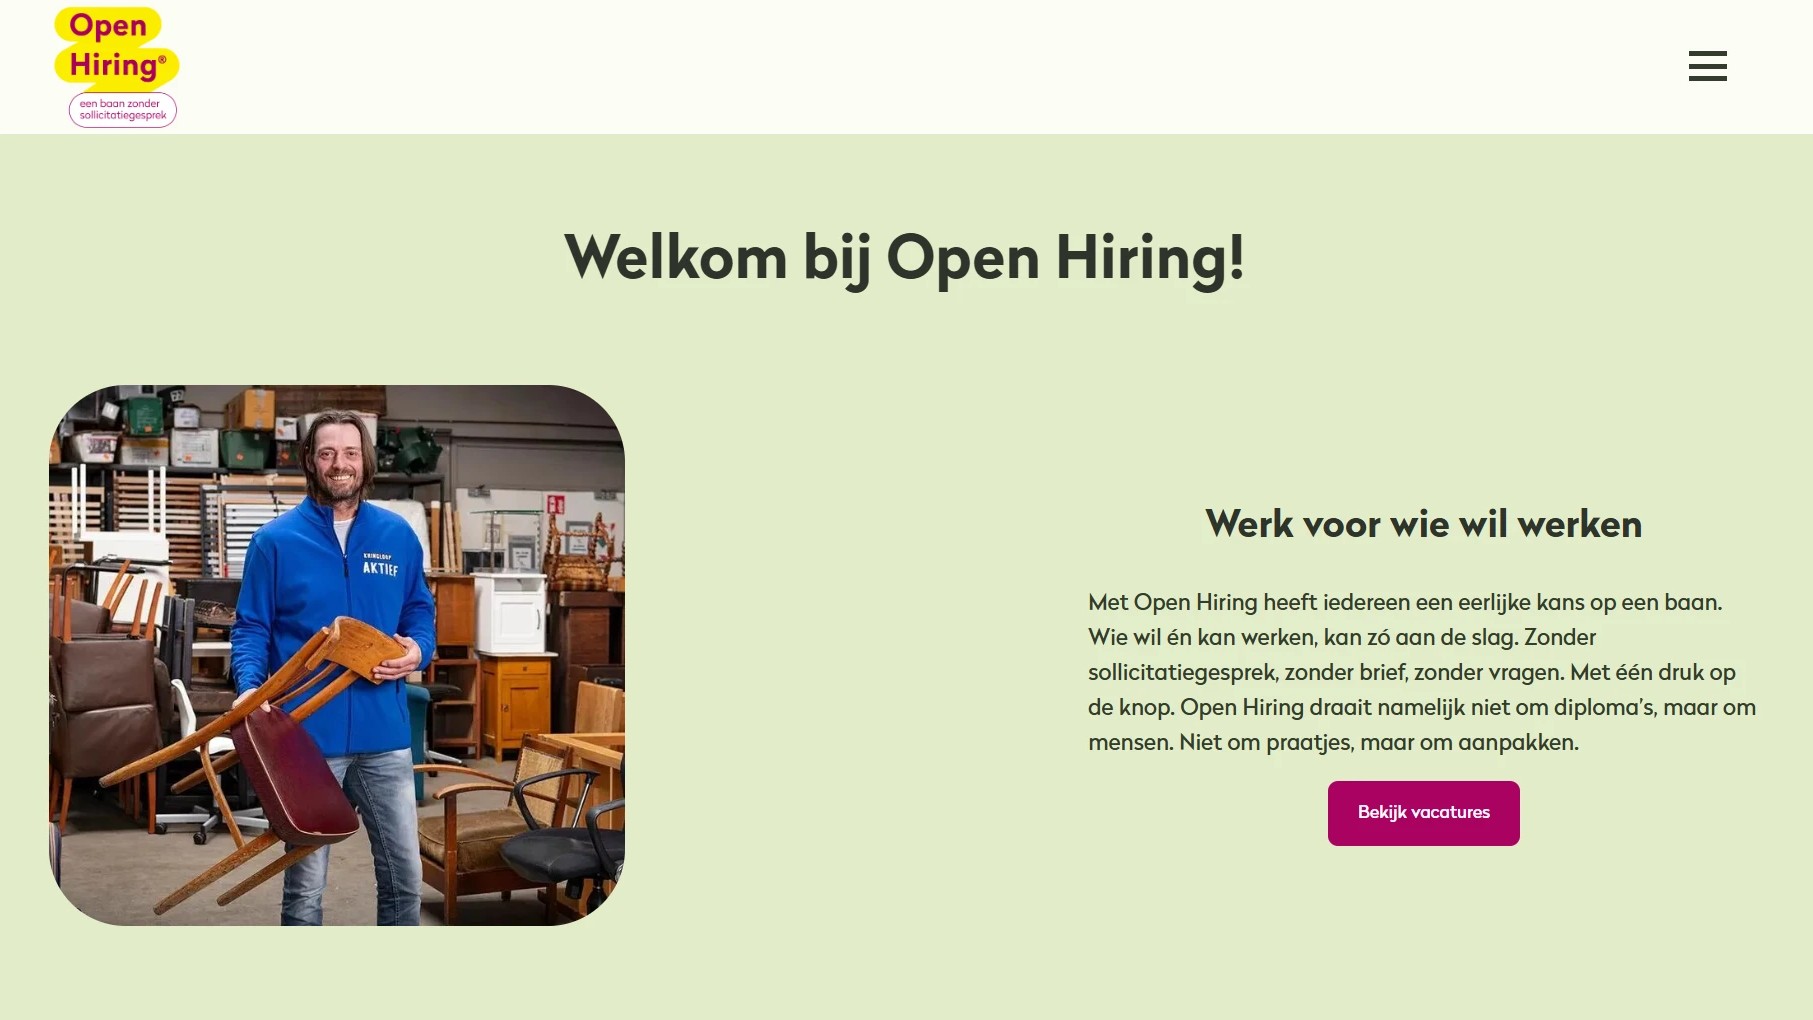 Open
Hiring®
een baan zonder
sollicitatiegesprek
Welkom bij Open Hiring!
KRINGLOOP
AKTIEF
Werk voor wie wil werken
Met Open Hiring heeft iedereen een eerlijke kans op een baan.
Wie wil én kan werken, kan zó aan de slag. Zonder
sollicitatiegesprek, zonder brief, zonder vragen. Met één druk op
de knop. Open Hiring draait namelijk niet om diploma's, maar om
mensen. Niet om praatjes, maar om aanpakken.
Bekijk vacatures